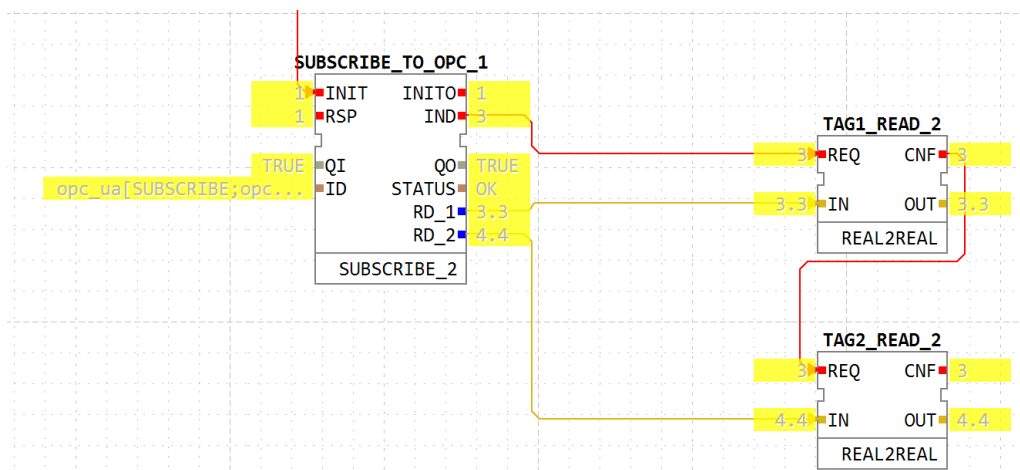 SUBSCRIBE_TO_OPC_1
1 INIT INITO 1
1 RSP IND 3
TRUE QI QO TRUE
opc_ua[SUBSCRIBE;opc... ID STATUS OK
RD_1 3.3
RD_2 4.4
SUBSCRIBE_2
TAG1_READ_2
3 REQ CNF 3
3.3 IN OUT 3.3
REAL2REAL
TAG2_READ_2
3 REQ CNF 3
4.4 IN OUT 4.4
REAL2REAL